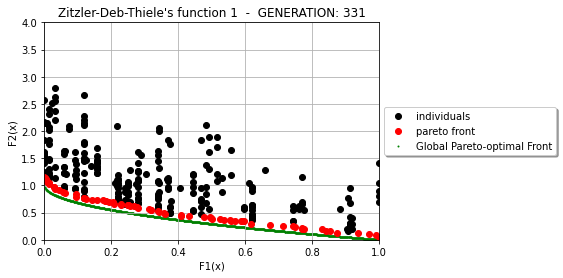 Zitzler-Deb-Thiele's function 1 - GENERATION: 331
4.0
3.5
3.0
2.5
2.0
1.5
1.0
0.5
0.0
F2(x)
0.0 0.2 0.4 0.6 0.8 1.0
F1(x)
individuals
pareto front
Global Pareto-optimal Front